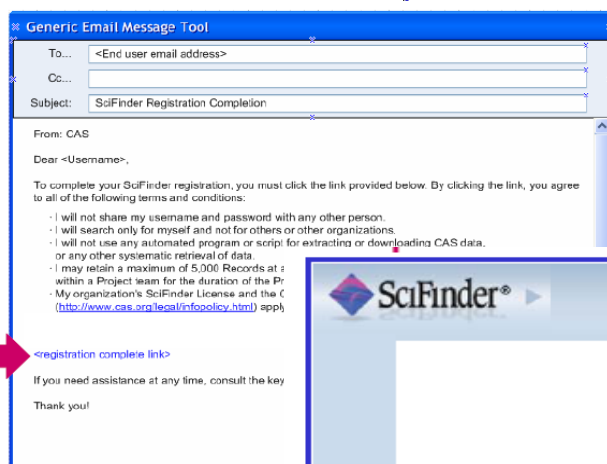 Generic Email Message Tool
To... <End user email address>
Cc...
Subject: SciFinder Registration Completion
From: CAS
Dear <Username>,
To complete your SciFinder registration, you must click the link provided below. By clicking the link, you agree
to all of the following terms and conditions:
· I will not share my username and password with any other person.
· I will search only for myself and not for others or other organizations.
· I will not use any automated program or script for extracting or downloading CAS data,
or any other systematic retrieval of data.
· I may retain a maximum of 5,000 Records at a
within a Project team for the duration of the Pr
· My organization's SciFinder License and the
(http://www.cas.org/legal/infopolicy.html) apply
SciFinder®
<registration complete link>
If you need assistance at any time, consult the key
Thank you!